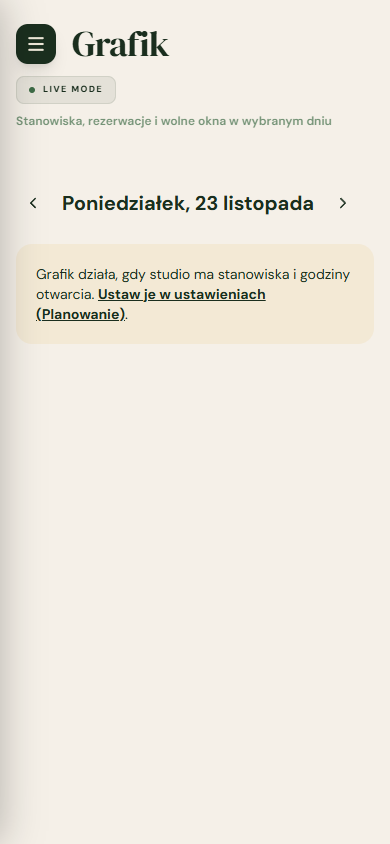 Grafik
LIVE MODE
Stanowiska, rezerwacje i wolne okna w wybranym dniu
Poniedziałek, 23 listopada
Grafik działa, gdy studio ma stanowiska i godziny
otwarcia. Ustaw je w ustawieniach
(Planowanie).